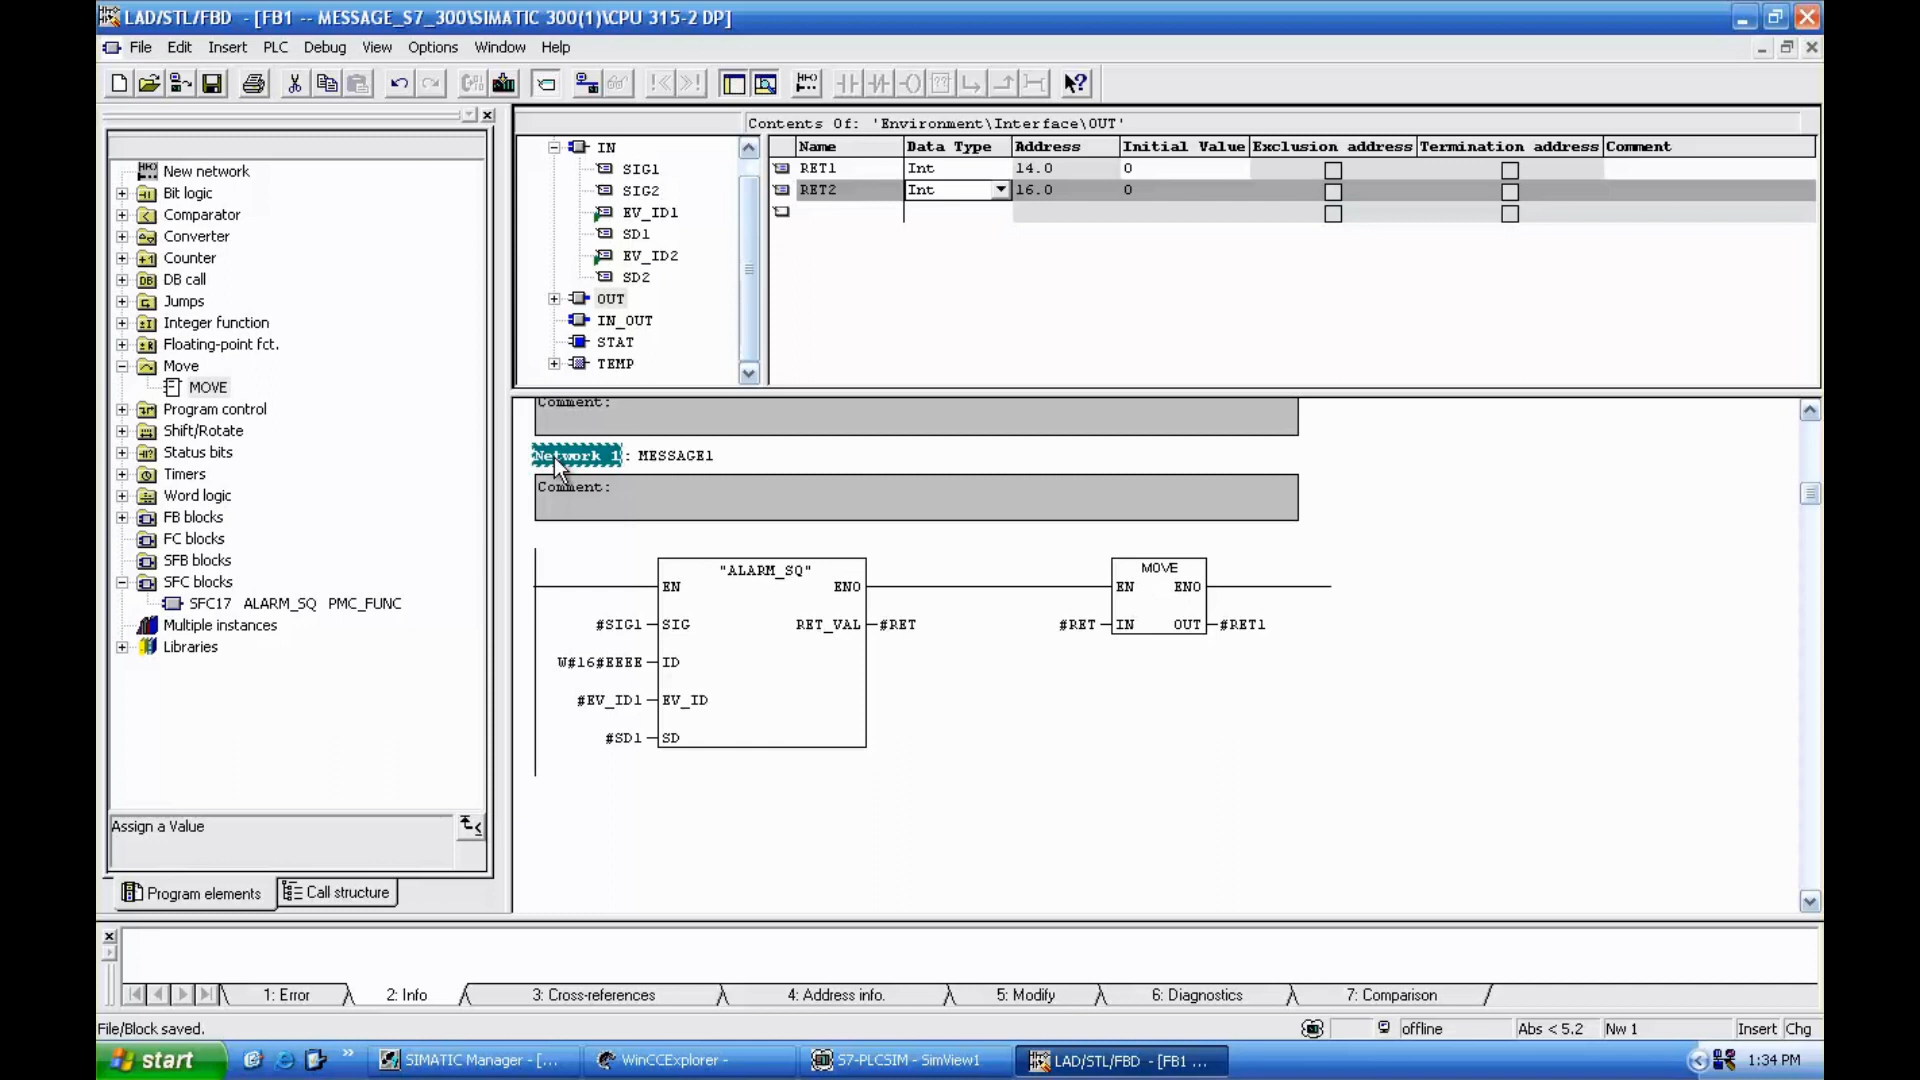 LAD/STL/FBD - [FB1 -- MESSAGE_S7_300\SIMATIC 300(1)\CPU 315-2 DP]
File Edit Insert PLC Debug View Options Window Help
New network
Bit logic
Comparator
Converter
Counter
DB call
Jumps
Integer function
Floating-point fct.
Move
MOVE
Program control
Shift/Rotate
Status bits
Timers
Word logic
FB blocks
FC blocks
SFB blocks
SFC blocks
SFC17 ALARM_SQ PMC_FUNC
Multiple instances
Libraries
Assign a Value
Program elements Call structure
Contents Of: 'Environment\Interface\OUT'
IN
SIG1
SIG2
EV_ID1
SD1
EV_ID2
SD2
OUT
IN_OUT
STAT
TEMP
Name Data Type Address Initial Value Exclusion address Termination address Comment
RET1 Int 14.0 0
RET2 Int 16.0 0
Comment:
Network 1 : MESSAGE1
Comment:
"ALARM_SQ"
EN ENO
#SIG1 SIG RET_VAL #RET
W#16#EEEE ID
#EV_ID1 EV_ID
#SD1 SD
MOVE
EN ENO
#RET IN OUT #RET1
1: Error 2: Info 3: Cross-references 4: Address info. 5: Modify 6: Diagnostics 7: Comparison
File/Block saved. offline Abs < 5.2 Nw 1 Insert Chg
start SIMATIC Manager - [... WinCCExplorer - S7-PLCSIM - SimView1 LAD/STL/FBD - [FB1 ... 1:34 PM